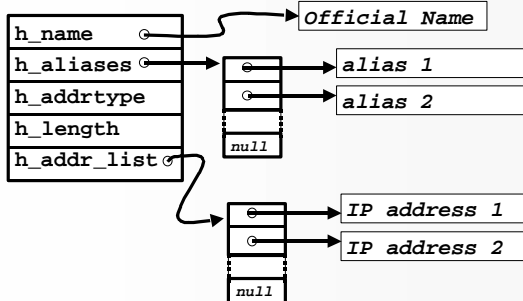 Official Name
h_name
h_aliases
alias 1
h_addrtype
alias 2
h_length
null
h_addr_list
IP address 1
IP address 2
null